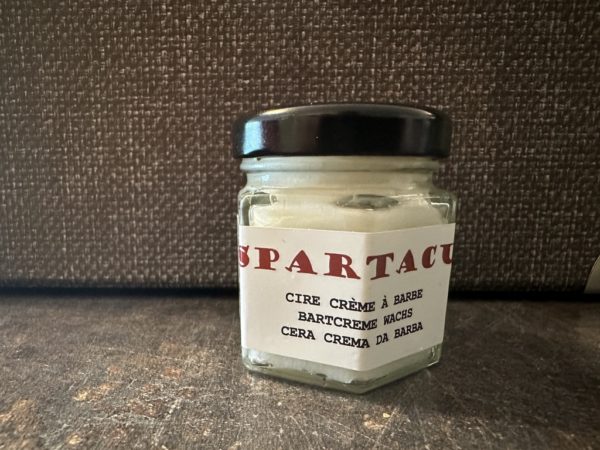 SPARTACU
CIRE CRÈME À BARBE
BARTCREME WACHS
CERA CREMA DA BARBA